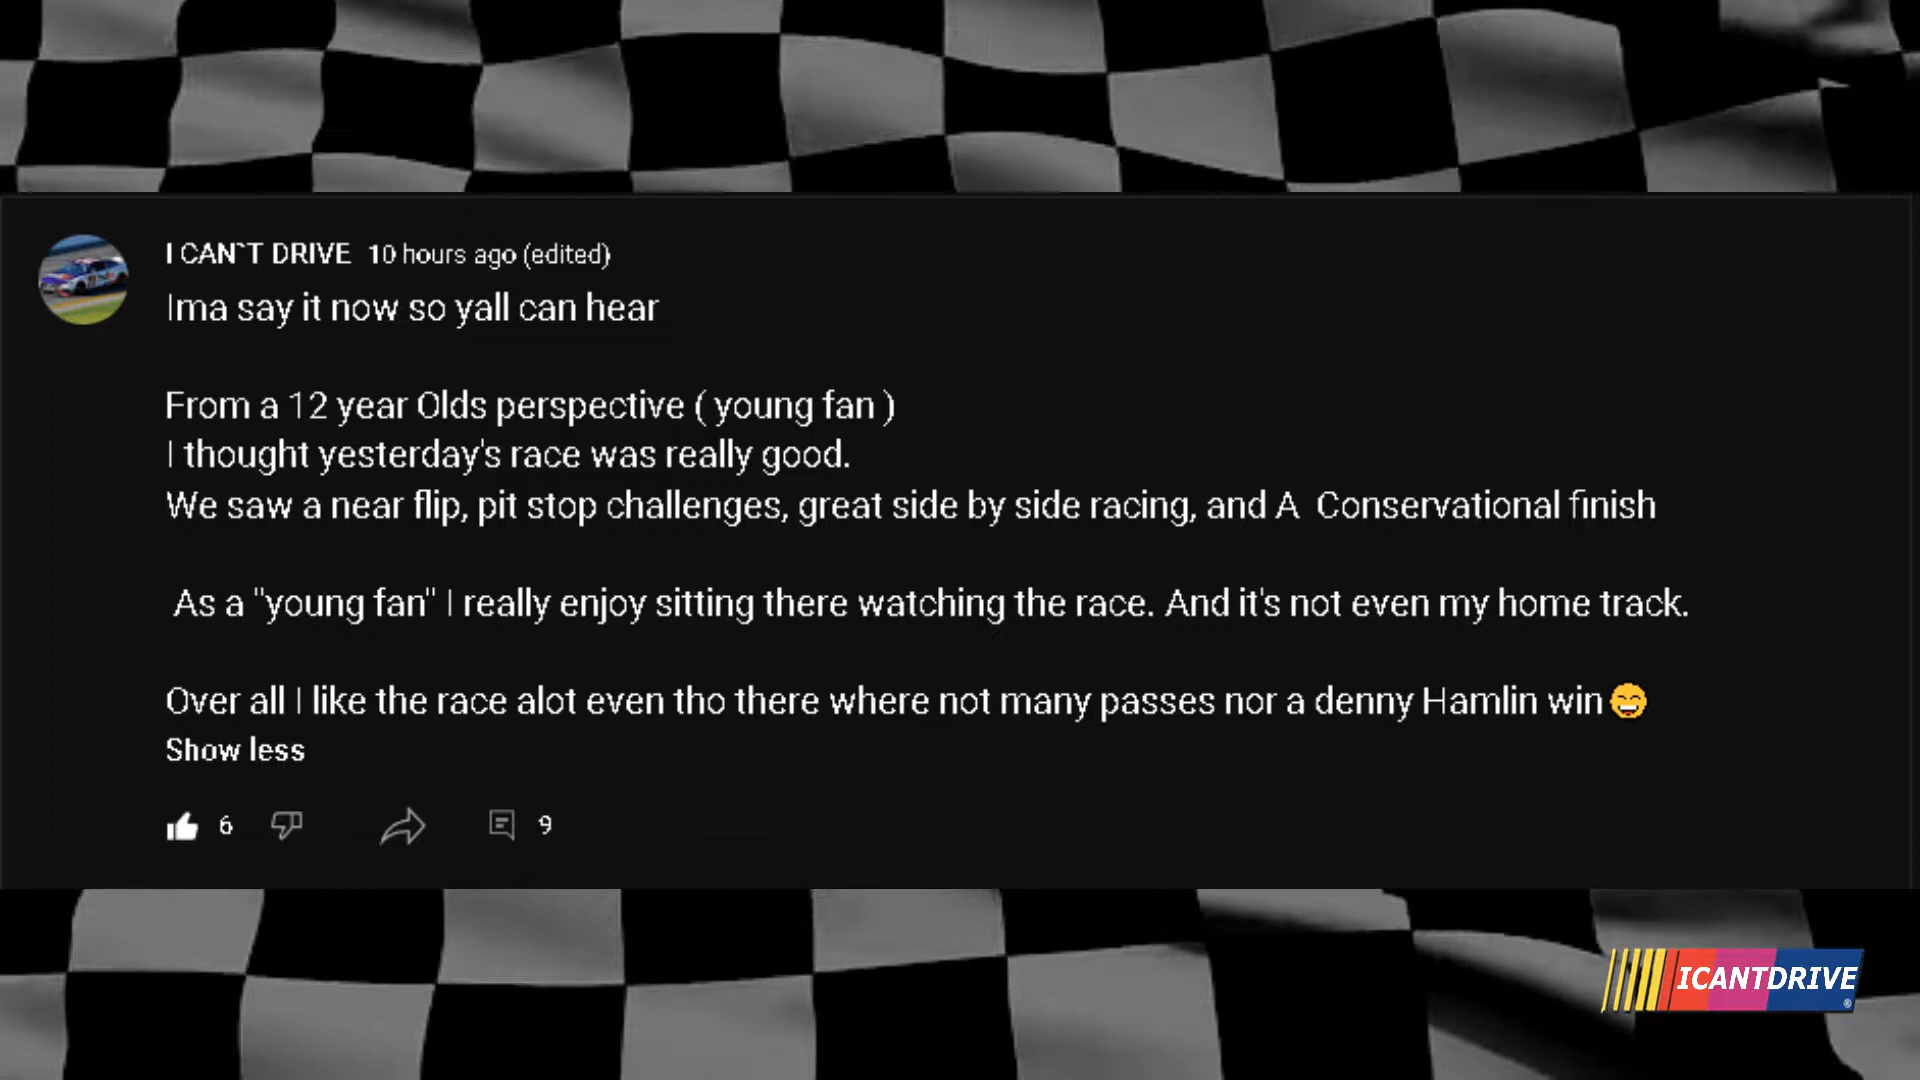 I CAN`T DRIVE 10 hours ago (edited)
Ima say it now so yall can hear
From a 12 year Olds perspective ( young fan )
I thought yesterday's race was really good.
We saw a near flip, pit stop challenges, great side by side racing, and A  Conservational finish
As a "young fan" I really enjoy sitting there watching the race. And it's not even my home track.
Over all I like the race alot even tho there where not many passes nor a denny Hamlin win😄
Show less
6 9
ICANTDRIVE
®